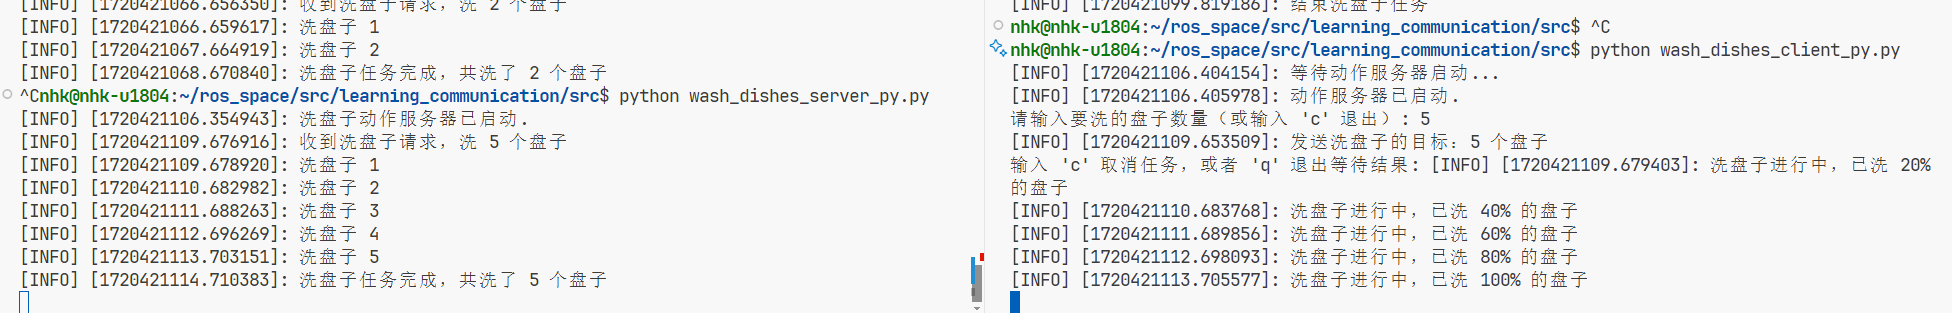 [INFO] [1720421066.656350]: 收到洗盘子请求，洗 2 个盘子
[INFO] [1720421066.659617]: 洗盘子 1
[INFO] [1720421067.664919]: 洗盘子 2
[INFO] [1720421068.670840]: 洗盘子任务完成，共洗了 2 个盘子
^Cnhk@nhk-u1804:~/ros_space/src/learning_communication/src$ python wash_dishes_server_py.py
[INFO] [1720421106.354943]: 洗盘子动作服务器已启动.
[INFO] [1720421109.676916]: 收到洗盘子请求，洗 5 个盘子
[INFO] [1720421109.678920]: 洗盘子 1
[INFO] [1720421110.682982]: 洗盘子 2
[INFO] [1720421111.688263]: 洗盘子 3
[INFO] [1720421112.696269]: 洗盘子 4
[INFO] [1720421113.703151]: 洗盘子 5
[INFO] [1720421114.710383]: 洗盘子任务完成，共洗了 5 个盘子
[INFO] [1720421099.819186]: 结束洗盘子任务
nhk@nhk-u1804:~/ros_space/src/learning_communication/src$ ^C
nhk@nhk-u1804:~/ros_space/src/learning_communication/src$ python wash_dishes_client_py.py
[INFO] [1720421106.404154]: 等待动作服务器启动...
[INFO] [1720421106.405978]: 动作服务器已启动.
请输入要洗的盘子数量（或输入 'c' 退出）: 5
[INFO] [1720421109.653509]: 发送洗盘子的目标：5 个盘子
输入 'c' 取消任务，或者 'q' 退出等待结果: [INFO] [1720421109.679403]: 洗盘子进行中，已洗 20%
的盘子
[INFO] [1720421110.683768]: 洗盘子进行中，已洗 40% 的盘子
[INFO] [1720421111.689856]: 洗盘子进行中，已洗 60% 的盘子
[INFO] [1720421112.698093]: 洗盘子进行中，已洗 80% 的盘子
[INFO] [1720421113.705577]: 洗盘子进行中，已洗 100% 的盘子